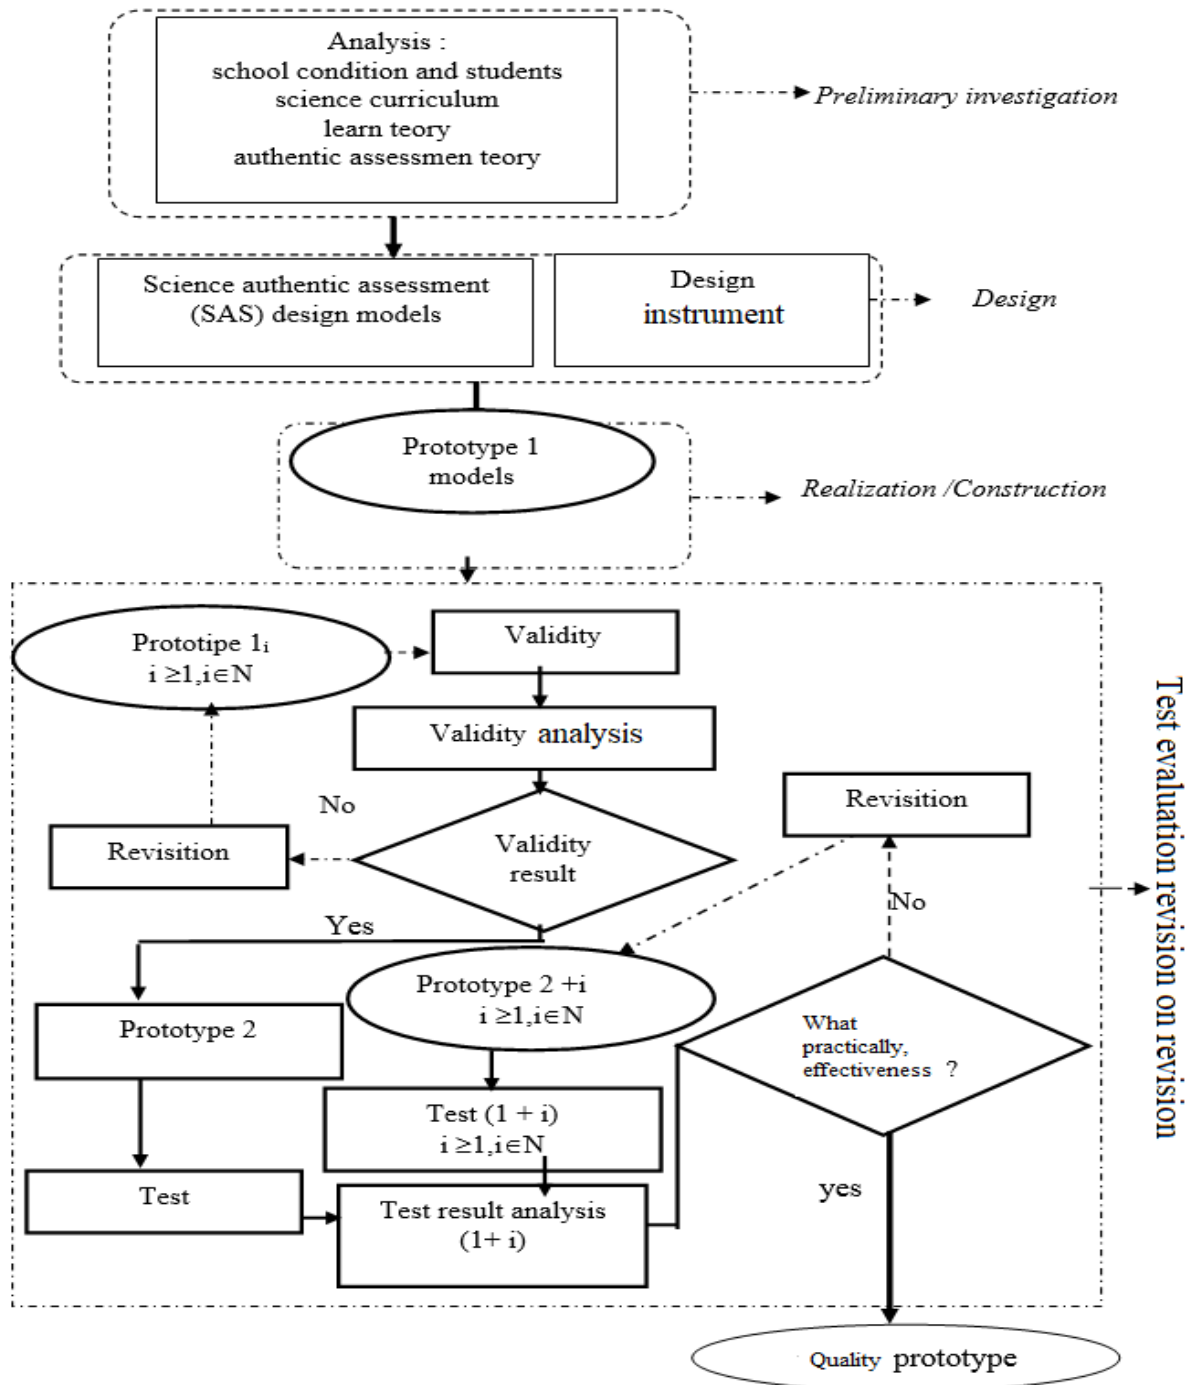 Analysis :
school condition and students
science curriculum
learn teory
authentic assessmen teory
Preliminary investigation
Science authentic assessment
(SAS) design models
Design
instrument
Design
Prototype 1
models
Realization /Construction
Prototipe 1i
i ≥1,i∈N
Validity
Validity analysis
No
Revisition
Validity
result
Revisition
No
Yes
Prototype 2
Prototype 2 +i
i ≥1,i∈N
What
practically,
effectiveness ?
Test (1 + i)
i ≥1,i∈N
Test
Test result analysis
(1+ i)
yes
Quality prototype
Test evaluation revision on revision